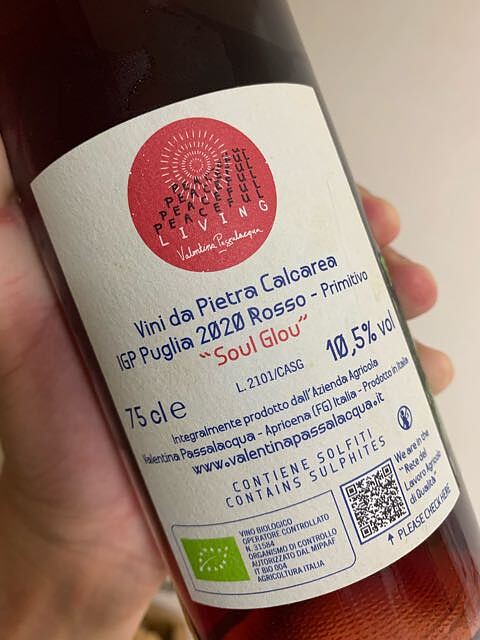 PEACEFUL
PEACEFUL
PEACEFUL
LIVING
Valentina Passalacqua
Vini da Pietra Calcarea
IGP Puglia 2020 Rosso - Primitivo
"Soul Glou"
L.2101/CASG
10,5% vol
75 cl e
Integralmente prodotto dall'Azienda Agricola
Valentina Passalacqua - Apricena (FG) Italia - Prodotto in Italia
www.valentinapassalacqua.it
CONTIENE SOLFITI
CONTAINS SULPHITES
We are in the
"Rete del
Lavoro Agricolo
di Qualità"
↑ PLEASE CHECK HERE
VINO BIOLOGICO
OPERATORE CONTROLLATO
N. 31584
ORGANISMO DI CONTROLLO
AUTORIZZATO DAL MIPAAF
IT BIO 004
AGRICOLTURA ITALIA